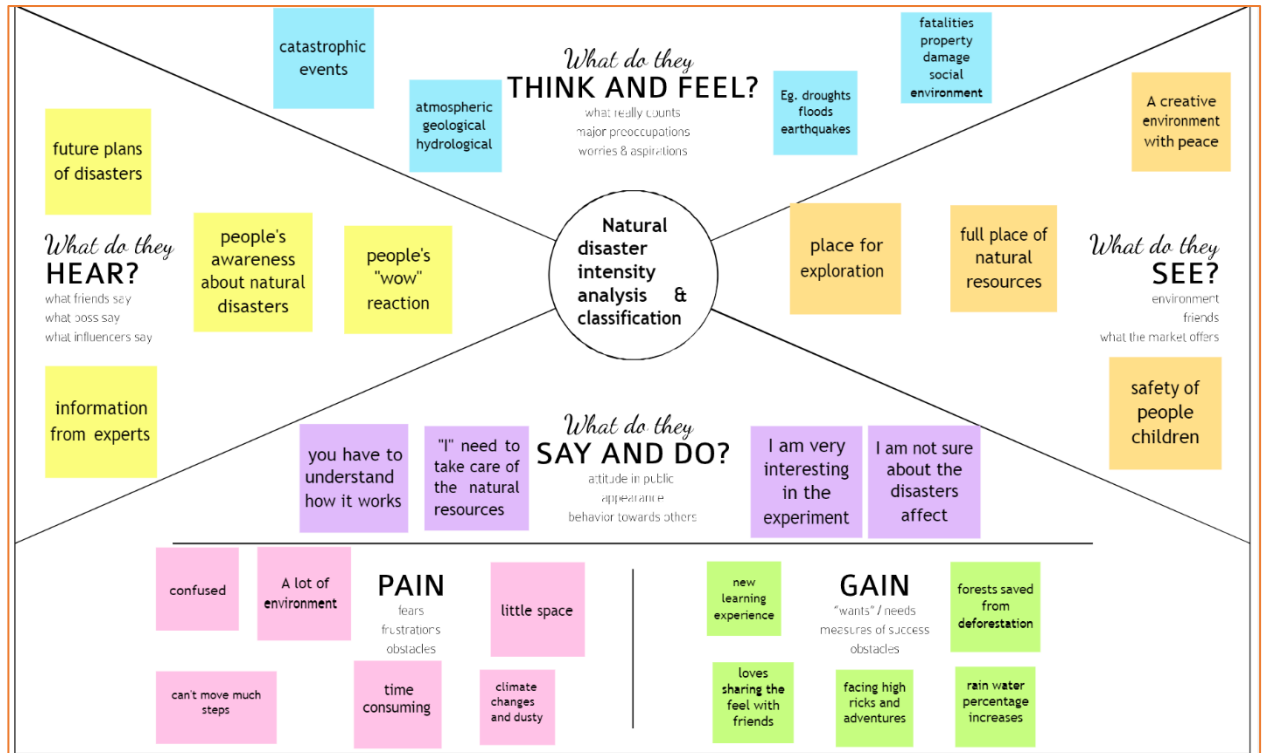 What do they
THINK AND FEEL?
what really counts
major preoccupations
worries & aspirations
catastrophic
events
atmospheric
geological
hydrological
Eg. droughts
floods
earthquakes
fatalities
property
damage
social
environment
What do they
HEAR?
what friends say
what boss say
what influencers say
future plans
of disasters
people's
awareness
about natural
disasters
people's
"wow"
reaction
information
from experts
Natural
disaster
intensity
analysis &
classification
What do they
SEE?
environment
friends
what the market offers
A creative
environment
with peace
place for
exploration
full place of
natural
resources
safety of
people
children
What do they
SAY AND DO?
attitude in public
appearance
behavior towards others
you have to
understand
how it works
"I" need to
take care of
the natural
resources
I am very
interesting
in the
experiment
I am not sure
about the
disasters
affect
PAIN
fears
frustrations
obstacles
confused
A lot of
environment
little space
can't move much
steps
time
consuming
climate
changes
and dusty
GAIN
"wants" / needs
measures of success
obstacles
new
learning
experience
forests saved
from
deforestation
loves
sharing the
feel with
friends
facing high
ricks and
adventures
rain water
percentage
increases